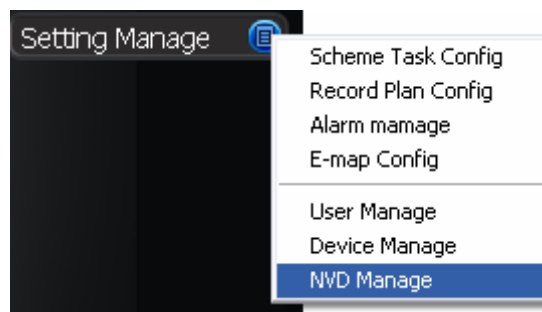 Setting Manage
Scheme Task Config
Record Plan Config
Alarm mamage
E-map Config
User Manage
Device Manage
NVD Manage